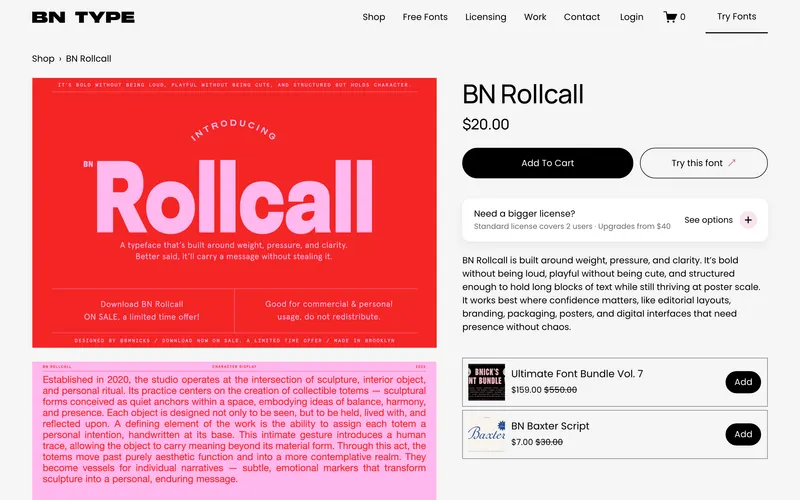 BN TYPE
Shop
Free Fonts
Licensing
Work
Contact
Login
0
Try Fonts
Shop › BN Rollcall
IT'S BOLD WITHOUT BEING LOUD, PLAYFUL WITHOUT BEING CUTE, AND STRUCTURED BUT HOLDS CHARACTER.
INTRODUCING
BN
Rollcall
A typeface that's built around weight, pressure, and clarity.
Better said, it'll carry a message without stealing it.
Download BN Rollcall
ON SALE. a limited time offer!
Good for commercial & personal
usage, do not redistribute.
DESIGNED BY @BMNICKS / DOWNLOAD NOW ON SALE. A LIMITED TIME OFFER / MADE IN BROOKLYN
BN ROLLCALL
CHARACTER DISPLAY
Established in 2020, the studio operates at the intersection of sculpture, interior object,
and personal ritual. Its practice centers on the creation of collectible totems — sculptural
forms conceived as quiet anchors within a space, embodying ideas of balance, harmony,
and presence. Each object is designed not only to be seen, but to be held, lived with, and
reflected upon. A defining element of the work is the ability to assign each totem a
personal intention, handwritten at its base. This intimate gesture introduces a human
trace, allowing the object to carry meaning beyond its material form. Through this act, the
totems move past purely aesthetic function and into a more contemplative realm. They
become vessels for individual narratives — subtle, emotional markers that transform
sculpture into a personal, enduring message.
BN Rollcall
$20.00
Add To Cart
Try this font
Need a bigger license?
Standard license covers 2 users · Upgrades from $40
See options
+
BN Rollcall is built around weight, pressure, and clarity. It's bold
without being loud, playful without being cute, and structured
enough to hold long blocks of text while still thriving at poster scale.
It works best where confidence matters, like editorial layouts,
branding, packaging, posters, and digital interfaces that need
presence without chaos.
BNICK'S
NT BUNDLE
Ultimate Font Bundle Vol. 7
$159.00 $550.00
Add
Baxter
BN Baxter Script
$7.00 $30.00
Add